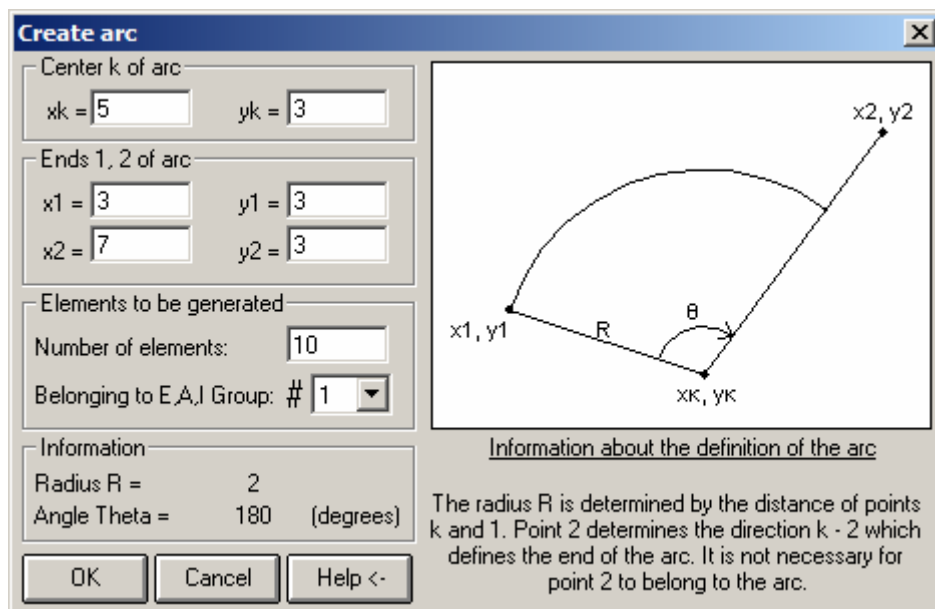 Create arc
Center k of arc
xk = 5 yk = 3
Ends 1, 2 of arc
x1 = 3 y1 = 3
x2 = 7 y2 = 3
Elements to be generated
Number of elements: 10
Belonging to E,A,I Group: # 1
Information
Radius R = 2
Angle Theta = 180 (degrees)
OK Cancel Help <-
x2, y2
x1, y1
R
θ
xκ, yκ
Information about the definition of the arc
The radius R is determined by the distance of points
k and 1. Point 2 determines the direction k - 2 which
defines the end of the arc. It is not necessary for
point 2 to belong to the arc.